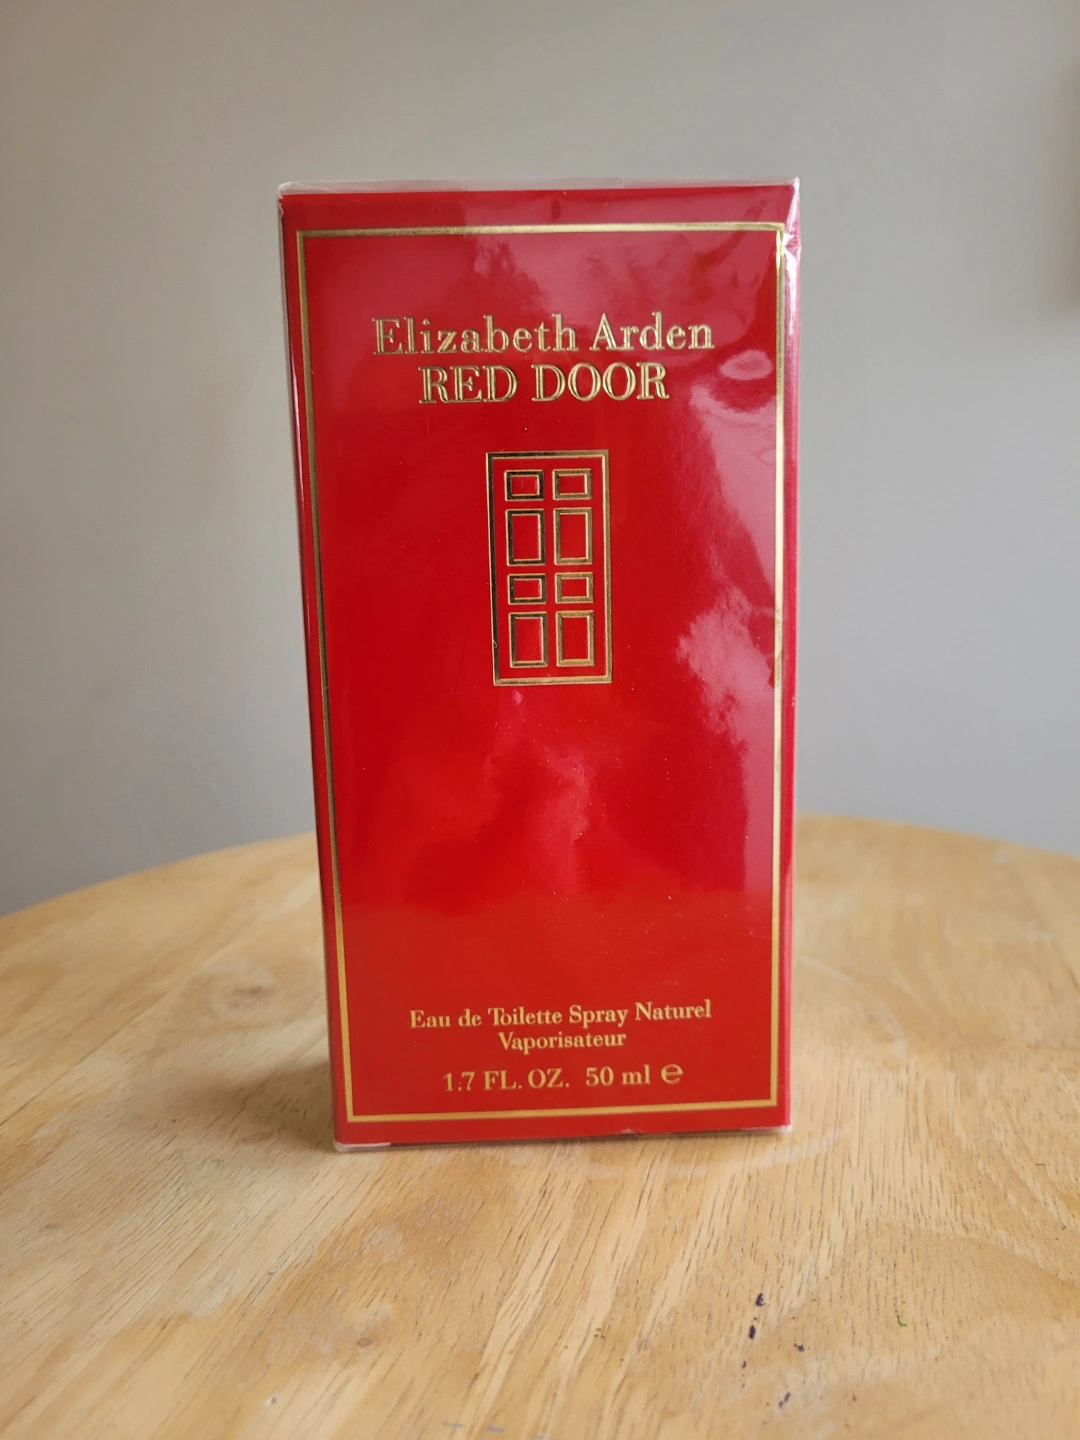 Elizabeth Arden
RED DOOR
Eau de Toilette Spray Naturel
Vaporisateur
1.7 FL. OZ. 50 ml ℮